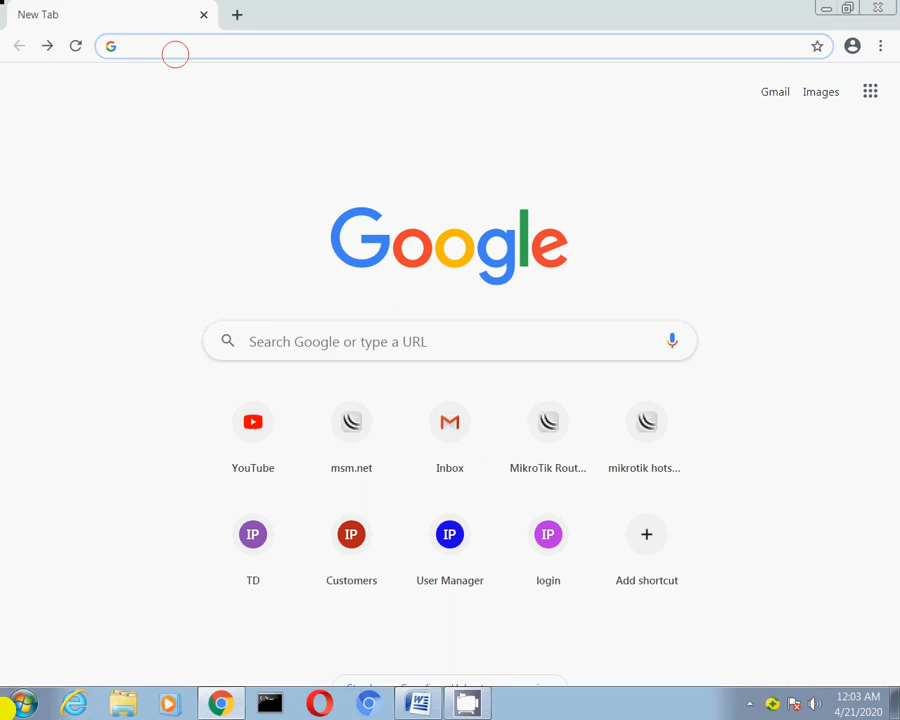 New Tab
Gmail Images
Google
Search Google or type a URL
YouTube
msm.net
Inbox
MikroTik Rout...
mikrotik hots...
IP
IP
IP
IP
TD
Customers
User Manager
login
Add shortcut
12:03 AM
4/21/2020